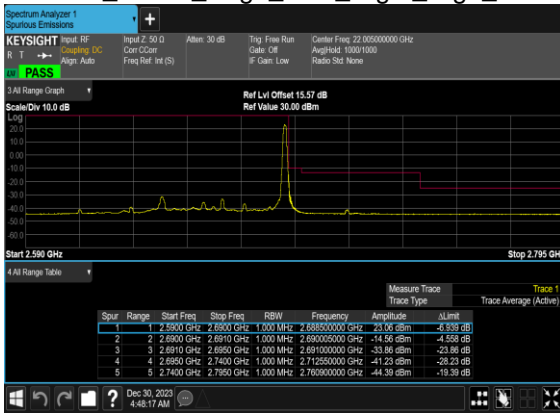 Spectrum Analyzer 1
Spurious Emissions
KEYSIGHT Input: RF Input Z: 50 Ω Atten: 30 dB Trig: Free Run Center Freq: 22.005000000 GHz
R T Coupling: DC Corr CCorr Gate: Off Avg|Hold: 1000/1000
Align: Auto Freq Ref: Int (S) IF Gain: Low Radio Std: None
PASS
3 All Range Graph
Ref Lvl Offset 15.57 dB
Scale/Div 10.0 dB Ref Value 30.00 dBm
Log
20.0
10.0
0.00
-10.0
-20.0
-30.0
-40.0
-50.0
-60.0
Start 2.590 GHz Stop 2.795 GH
4 All Range Table
Measure Trace Trace 1
Trace Type Trace Average (Active)
Spur Range Start Freq Stop Freq RBW Frequency Amplitude ΔLimit
1 1 2.5900 GHz 2.6900 GHz 1.000 MHz 2.688500000 GHz 23.06 dBm -6.939 dB
2 2 2.6900 GHz 2.6910 GHz 1.000 MHz 2.690005000 GHz -14.56 dBm -4.558 dB
3 3 2.6910 GHz 2.6950 GHz 1.000 MHz 2.691000000 GHz -33.86 dBm -23.86 dB
4 4 2.6950 GHz 2.7400 GHz 1.000 MHz 2.712550000 GHz -41.23 dBm -28.23 dB
5 5 2.7400 GHz 2.7950 GHz 1.000 MHz 2.760900000 GHz -44.39 dBm -19.39 dB
Dec 30, 2023
4:48:17 AM